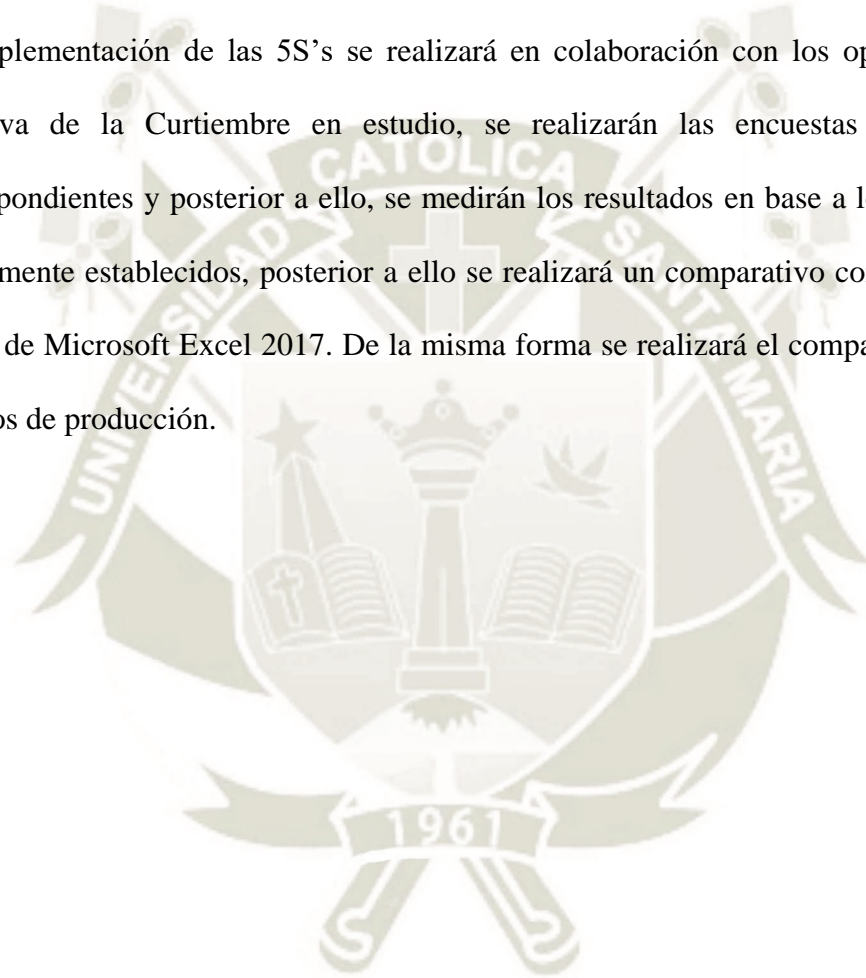 plementación de las 5S’s se realizará en colaboración con los op
va de la Curtiembre en estudio, se realizarán las encuestas
pondientes y posterior a ello, se medirán los resultados en base a l
mente establecidos, posterior a ello se realizará un comparativo co
de Microsoft Excel 2017. De la misma forma se realizará el compa
os de producción.
UNIVERSIDAD CATOLICA SANTA MARIA
1961